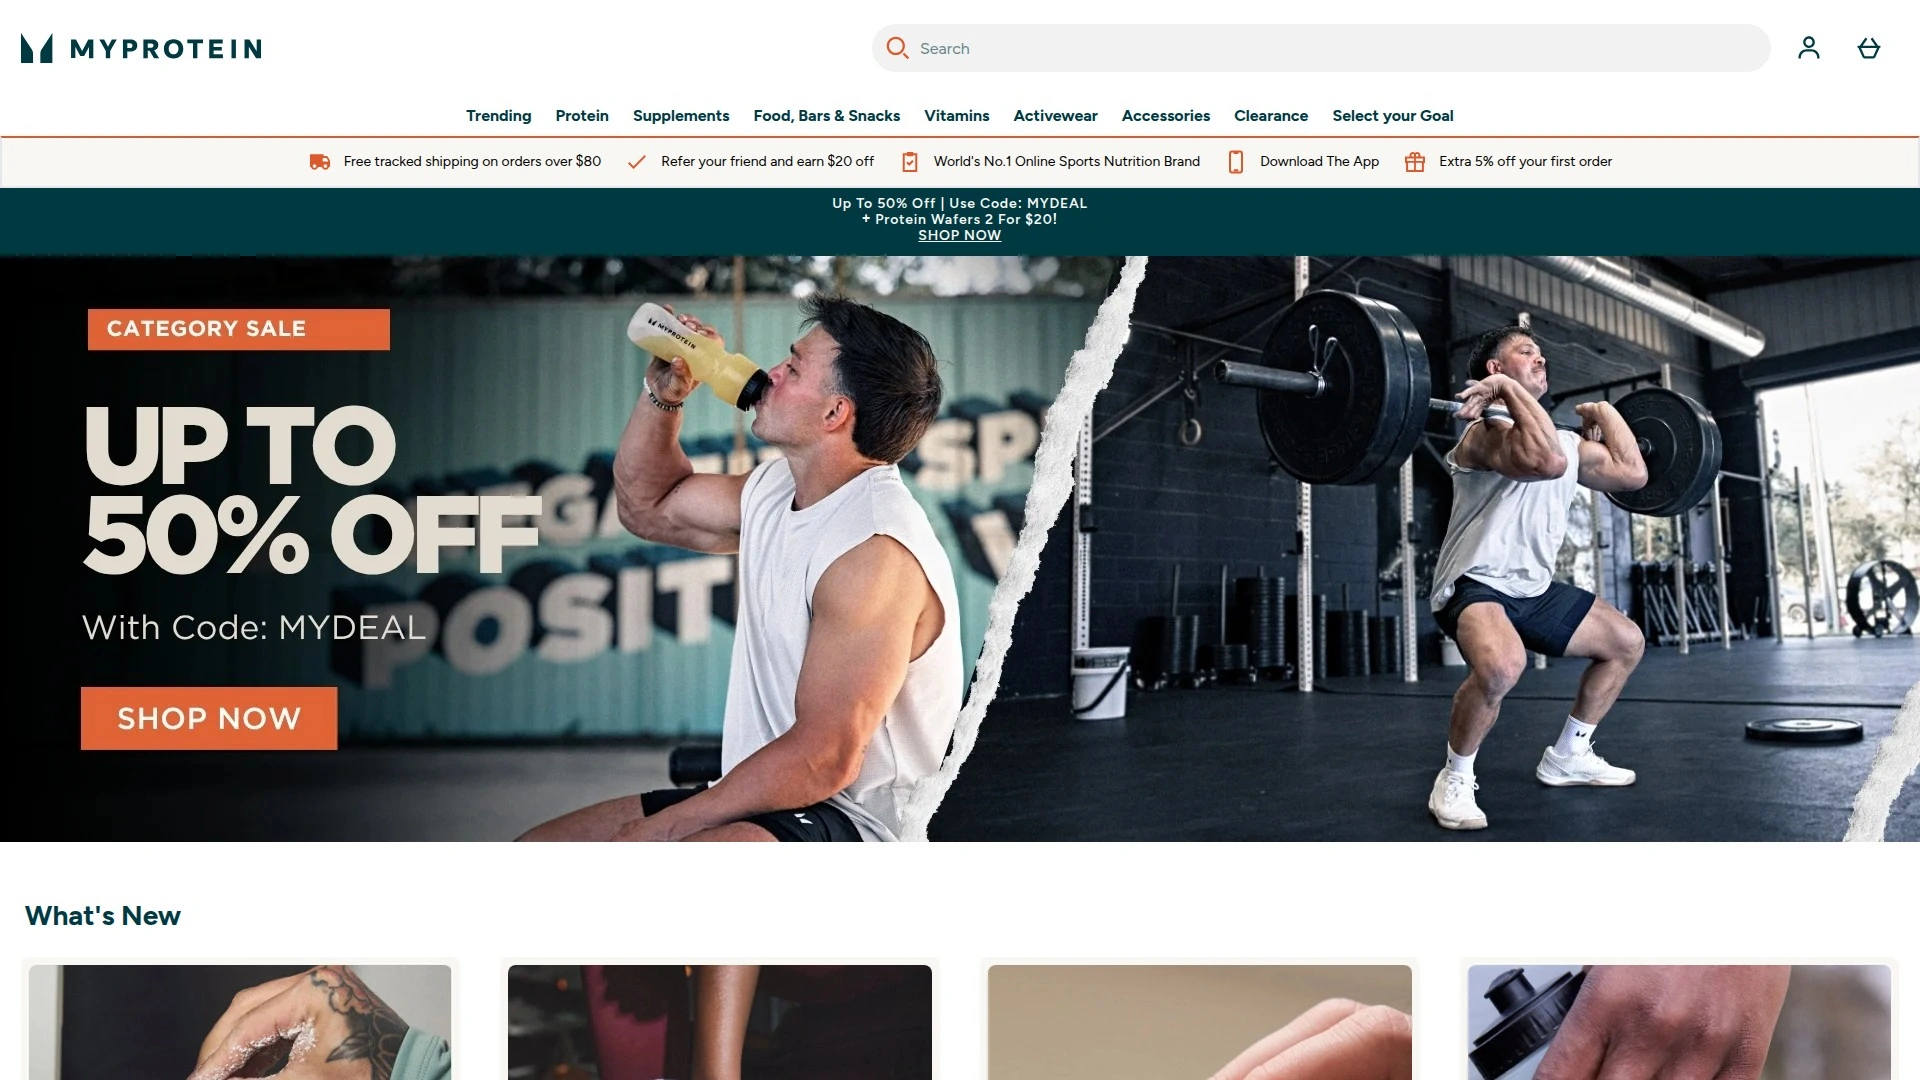 MYPROTEIN
Search
Trending Protein Supplements Food, Bars & Snacks Vitamins Activewear Accessories Clearance Select your Goal
Free tracked shipping on orders over $80 Refer your friend and earn $20 off World's No.1 Online Sports Nutrition Brand Download The App Extra 5% off your first order
Up To 50% Off | Use Code: MYDEAL
+ Protein Wafers 2 For $20!
SHOP NOW
CATEGORY SALE
UP TO
50% OFF
With Code: MYDEAL
SHOP NOW
MYPROTEIN
POSIT
What's New